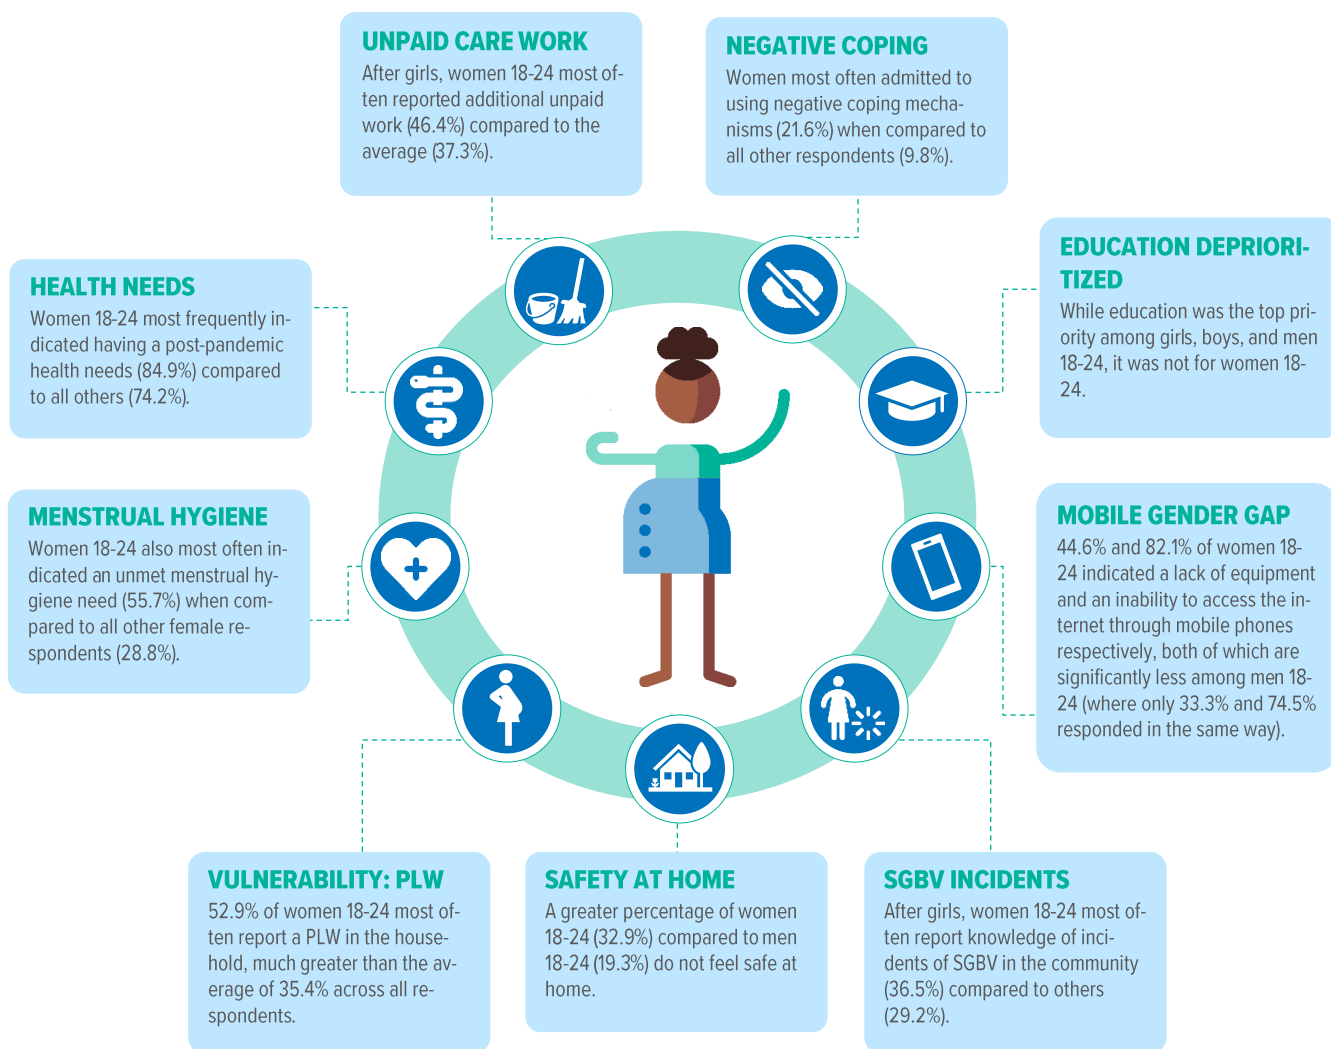 UNPAID CARE WORK
After girls, women 18-24 most of-
ten reported additional unpaid
work (46.4%) compared to the
average (37.3%).
NEGATIVE COPING
Women most often admitted to
using negative coping mecha-
nisms (21.6%) when compared to
all other respondents (9.8%).
HEALTH NEEDS
Women 18-24 most frequently in-
dicated having a post-pandemic
health needs (84.9%) compared
to all others (74.2%).
EDUCATION DEPRIORI-
TIZED
While education was the top pri-
ority among girls, boys, and men
18-24, it was not for women 18-
24.
MENSTRUAL HYGIENE
Women 18-24 also most often in-
dicated an unmet menstrual hy-
giene need (55.7%) when com-
pared to all other female re-
spondents (28.8%).
MOBILE GENDER GAP
44.6% and 82.1% of women 18-
24 indicated a lack of equipment
and an inability to access the in-
ternet through mobile phones
respectively, both of which are
significantly less among men 18-
24 (where only 33.3% and 74.5%
responded in the same way).
VULNERABILITY: PLW
52.9% of women 18-24 most of-
ten report a PLW in the house-
hold, much greater than the av-
erage of 35.4% across all re-
spondents.
SAFETY AT HOME
A greater percentage of women
18-24 (32.9%) compared to men
18-24 (19.3%) do not feel safe at
home.
SGBV INCIDENTS
After girls, women 18-24 most of-
ten report knowledge of inci-
dents of SGBV in the community
(36.5%) compared to others
(29.2%).